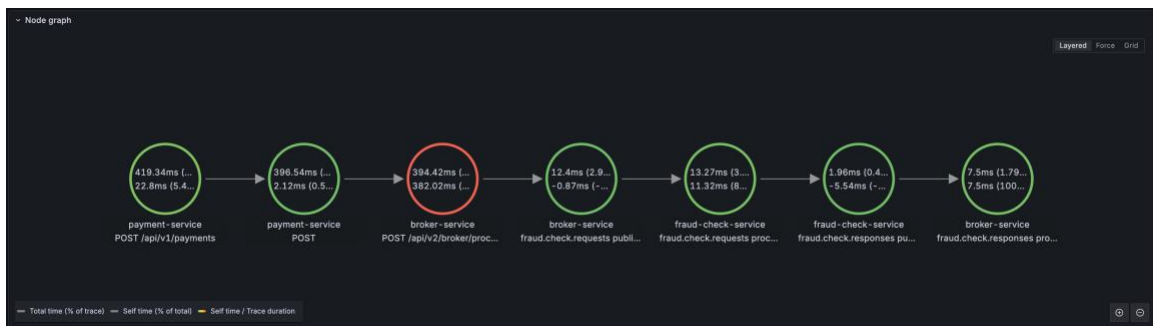 Node graph
Layered Force Grid
419.34ms (...
22.8ms (5.4...
payment-service
POST /api/v1/payments
396.54ms (...
2.12ms (0.5...
payment-service
POST
394.42ms (...
382.02ms (...
broker-service
POST /api/v2/broker/proc...
12.4ms (2.9...
-0.87ms (-...
broker-service
fraud.check.requests publi...
13.27ms (3....
11.32ms (8...
fraud-check-service
fraud.check.requests proc...
1.96ms (0.4...
-5.54ms (-...
fraud-check-service
fraud.check.responses pu...
7.5ms (1.79...
7.5ms (100...
broker-service
fraud.check.responses pro...
Total time (% of trace) Self time (% of total) Self time / Trace duration